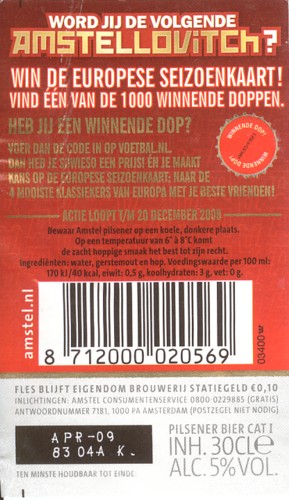 WORD JIJ DE VOLGENDE
AMSTELLOVITCH?
WIN DE EUROPESE SEIZOENKAART!
VIND ÉÉN VAN DE 1000 WINNENDE DOPPEN.
HEB JIJ EEN WINNENDE DOP?
VOER DAN DE CODE IN OP VOETBAL.NL.
DAN HEB JE SOWIESO EEN PRIJS! ÉN JE MAAKT
KANS OP DE EUROPESE SEIZOENKAART: NAAR DE
4 MOOISTE KLASSIEKERS VAN EUROPA MET JE BESTE VRIENDEN!
WINNENDE DOP!
WINNENDE DOP!
ACTIE LOOPT T/M 20 DECEMBER 2008
Bewaar Amstel pilsener op een koele, donkere plaats.
Op een temperatuur van 6° à 8°C komt
de zacht hoppige smaak het best tot zijn recht.
Ingrediënten: water, gerstemout en hop. Voedingswaarde per 100 ml:
170 kJ/40 kcal, eiwit: 0,5 g, koolhydraten: 3 g, vet: 0 g.
amstel.nl
8 712000 020569
03400
FLES BLIJFT EIGENDOM BROUWERIJ STATIEGELD €0,10
INLICHTINGEN: AMSTEL CONSUMENTENSERVICE 0800-0229885 (GRATIS)
ANTWOORDNUMMER 7181, 1000 PA AMSTERDAM (POSTZEGEL NIET NODIG)
APR-09
83 04A K.
TEN MINSTE HOUDBAAR TOT EINDE:
PILSENER BIER CAT I
INH. 30CL e
ALC. 5% VOL.